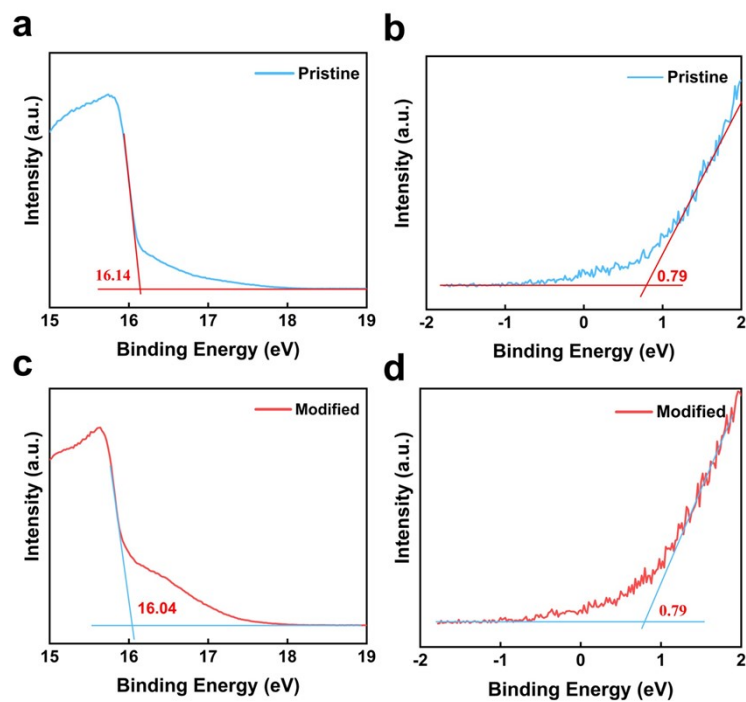 a
Pristine
Intensity (a.u.)
16.14
15 16 17 18 19
Binding Energy (eV)
b
Pristine
Intensity (a.u.)
0.79
-2 -1 0 1 2
Binding Energy (eV)
c
Modified
Intensity (a.u.)
16.04
15 16 17 18 19
Binding Energy (eV)
d
Modified
Intensity (a.u.)
0.79
-2 -1 0 1 2
Binding Energy (eV)